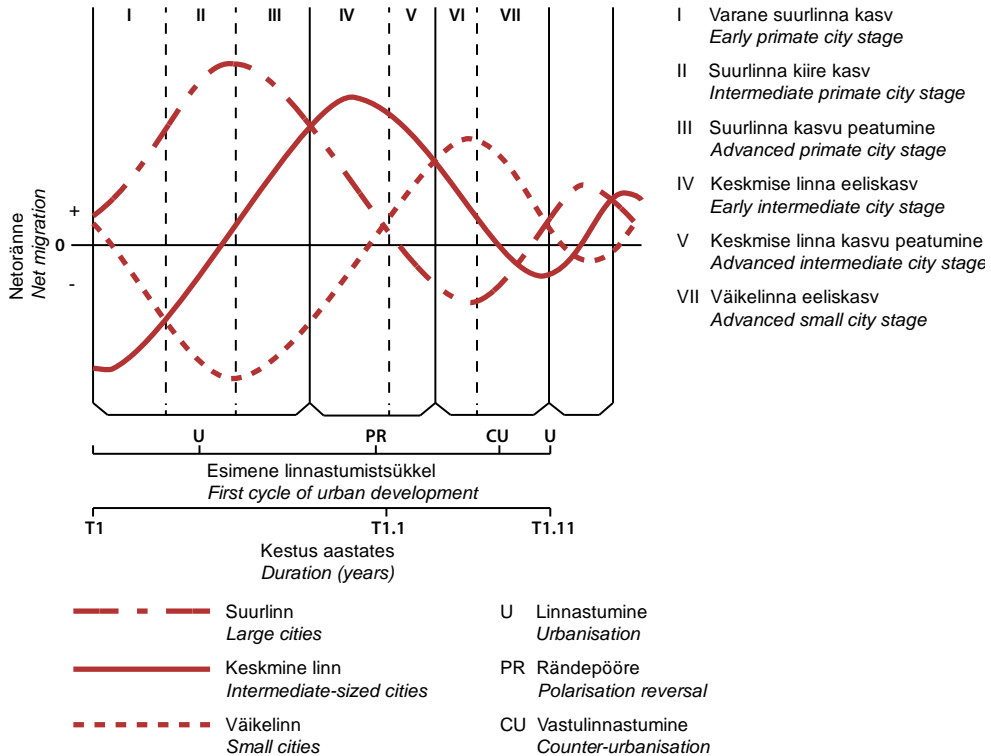 I II III IV V VI VII
Netoränne
Net migration
+
0
-
U PR CU U
Esimene linnastumistsükkel
First cycle of urban development
T1 T1.1 T1.11
Kestus aastates
Duration (years)
I Varane suurlinna kasv
Early primate city stage
II Suurlinna kiire kasv
Intermediate primate city stage
III Suurlinna kasvu peatumine
Advanced primate city stage
IV Keskmise linna eeliskasv
Early intermediate city stage
V Keskmise linna kasvu peatumine
Advanced intermediate city stage
VII Väikelinna eeliskasv
Advanced small city stage
Suurlinn
Large cities
Keskmine linn
Intermediate-sized cities
Väikelinn
Small cities
U Linnastumine
Urbanisation
PR Rändepööre
Polarisation reversal
CU Vastulinnastumine
Counter-urbanisation